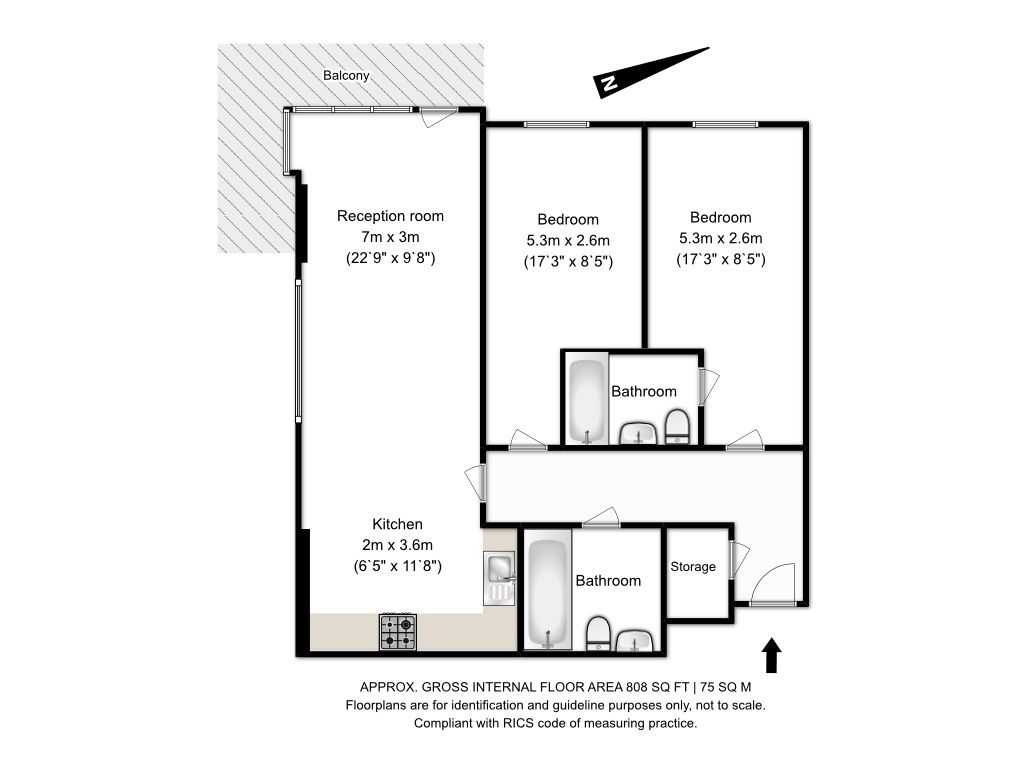 Balcony
N
Reception room
7m x 3m
(22`9" x 9`8")
Bedroom
5.3m x 2.6m
(17`3" x 8`5")
Bedroom
5.3m x 2.6m
(17`3" x 8`5")
Bathroom
Kitchen
2m x 3.6m
(6`5" x 11`8")
Bathroom
Storage
APPROX. GROSS INTERNAL FLOOR AREA 808 SQ FT | 75 SQ M
Floorplans are for identification and guideline purposes only, not to scale.
Compliant with RICS code of measuring practice.